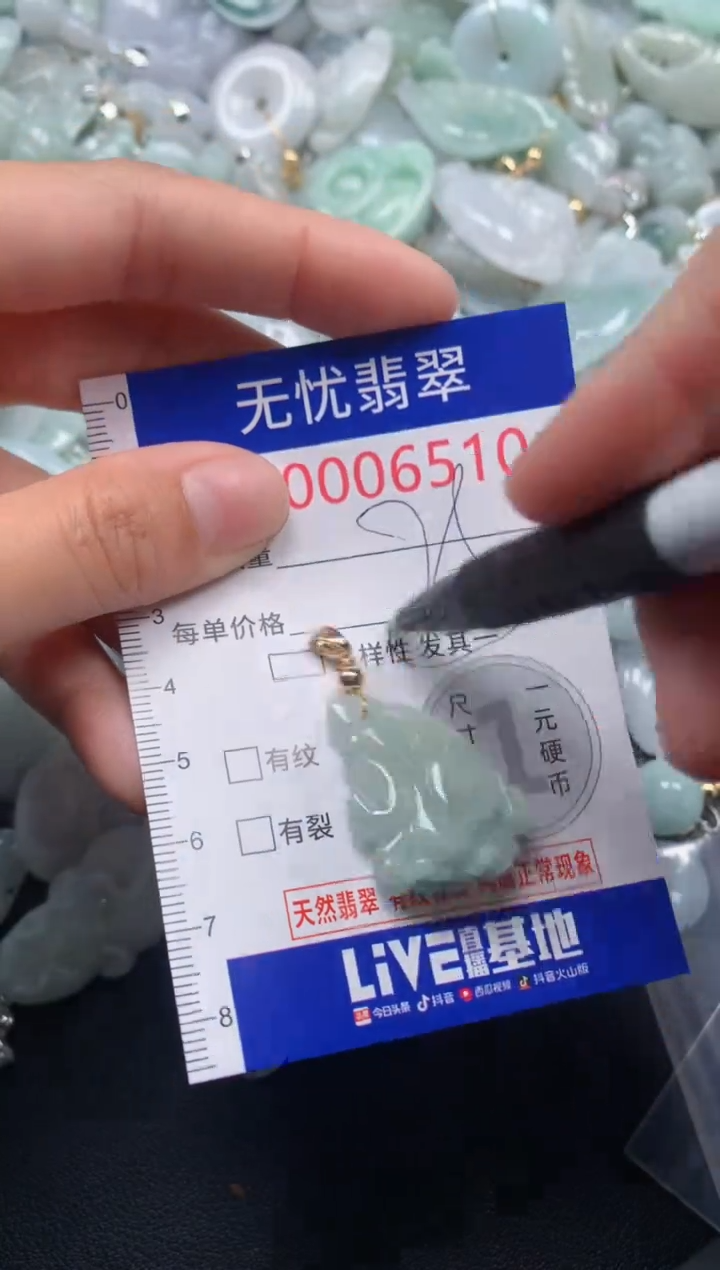 无忧翡翠
0006510
0
量
3
每单价格
样性 发其一
4
尺寸
一元硬币
5
有纹
6
有裂
天然翡翠 正常现象
7
LiVE直播基地
8
今日头条 抖音 西瓜视频 抖音火山版